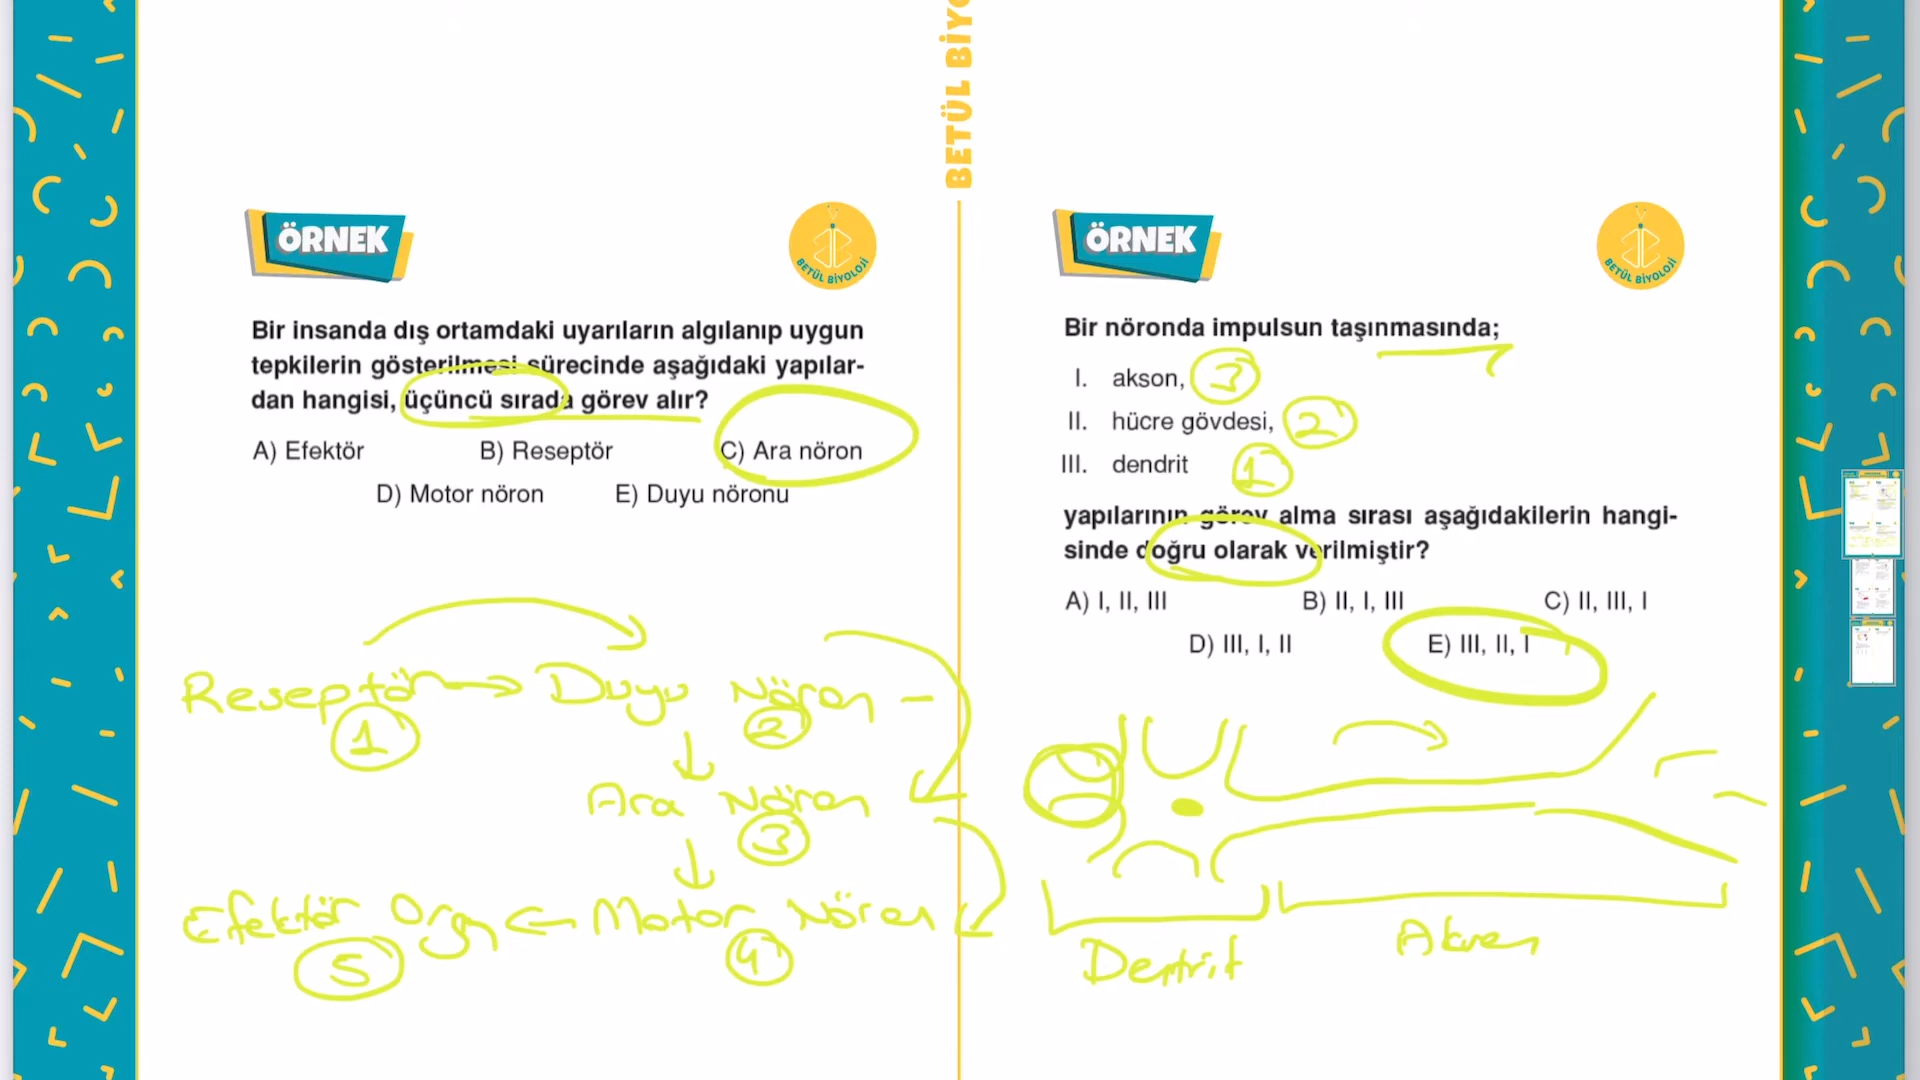 BETÜL BİYO
ÖRNEK
BETÜL BİYOLOJİ
Bir insanda dış ortamdaki uyarıların algılanıp uygun
tepkilerin gösterilmesi sürecinde aşağıdaki yapılar-
dan hangisi, üçüncü sırada görev alır?
A) Efektör B) Reseptör C) Ara nöron
D) Motor nöron E) Duyu nöronu
Reseptör → Duyu Nöron –
1 2
Ara Nöron
3
Efektör Orgn ← Motor Nöron
5 4
ÖRNEK
BETÜL BİYOLOJİ
Bir nöronda impulsun taşınmasında;
I. akson, 3
II. hücre gövdesi, 2
III. dendrit 1
yapılarının görev alma sırası aşağıdakilerin hangi-
sinde doğru olarak verilmiştir?
A) I, II, III B) II, I, III C) II, III, I
D) III, I, II E) III, II, I
Dentrit Akson